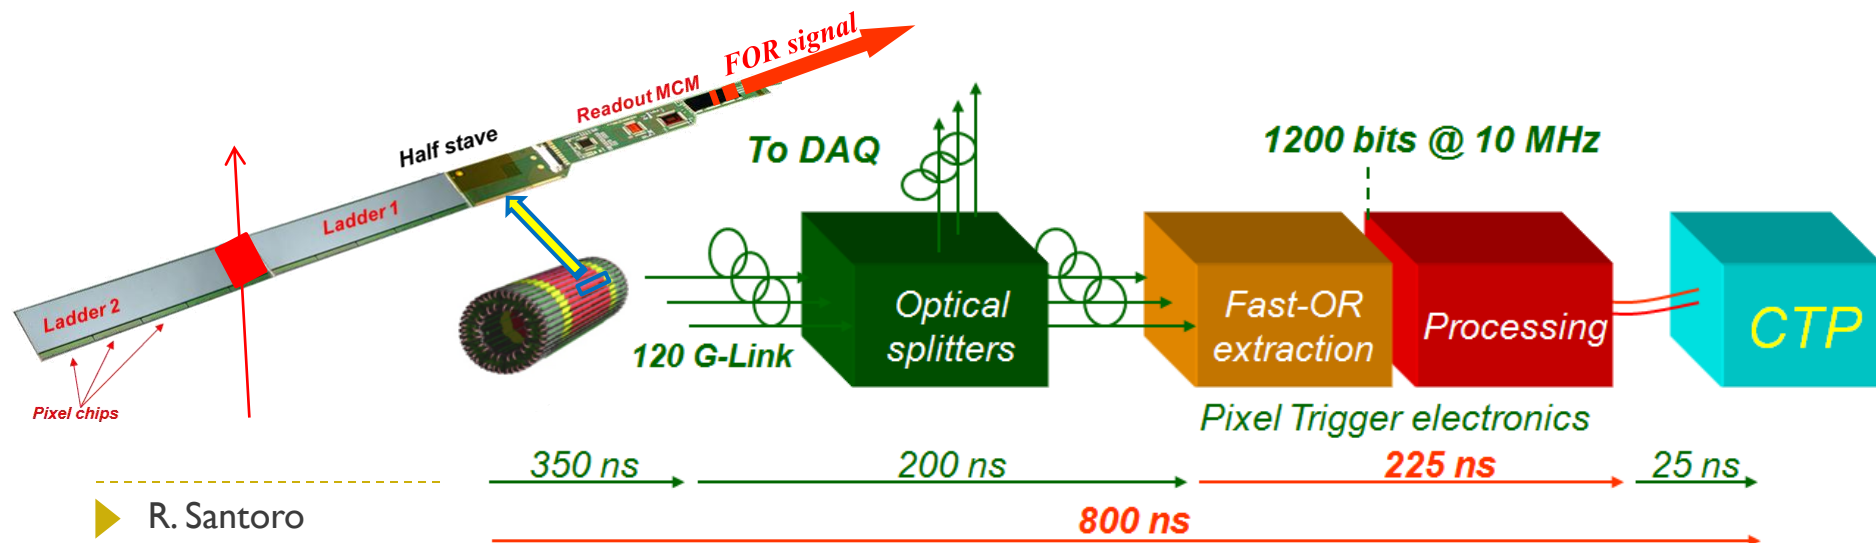 FOR signal
Readout MCM
Half stave
Ladder 1
Ladder 2
Pixel chips
To DAQ
1200 bits @ 10 MHz
120 G-Link
Optical
splitters
Fast-OR
extraction
Processing
CTP
Pixel Trigger electronics
350 ns
200 ns
225 ns
25 ns
800 ns
R. Santoro